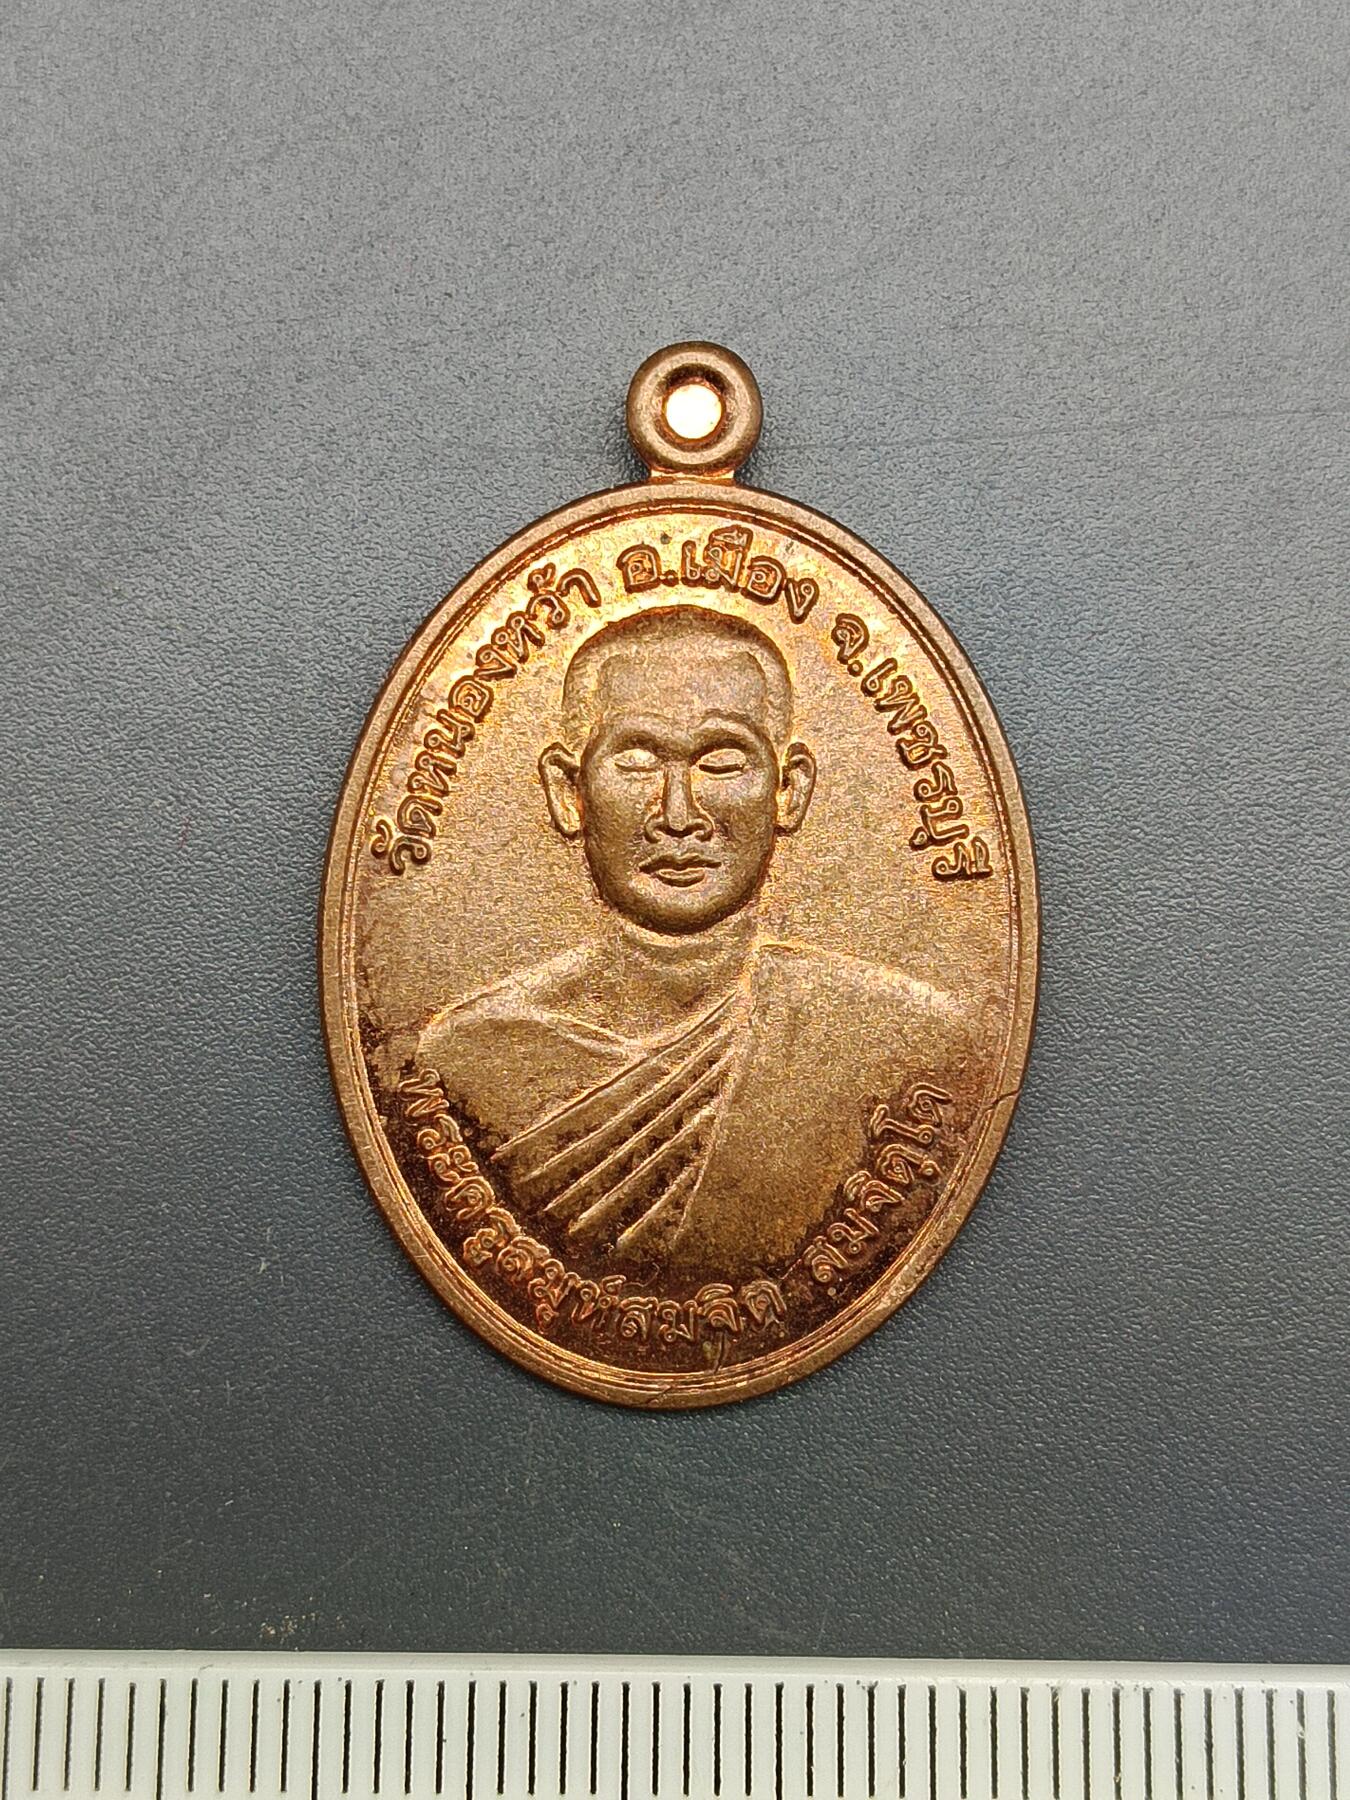 วัดหนองหว้า อ.เมือง จ.เพชรบุรี
พระครูสมุห์สมจิต สมจิตฺโต